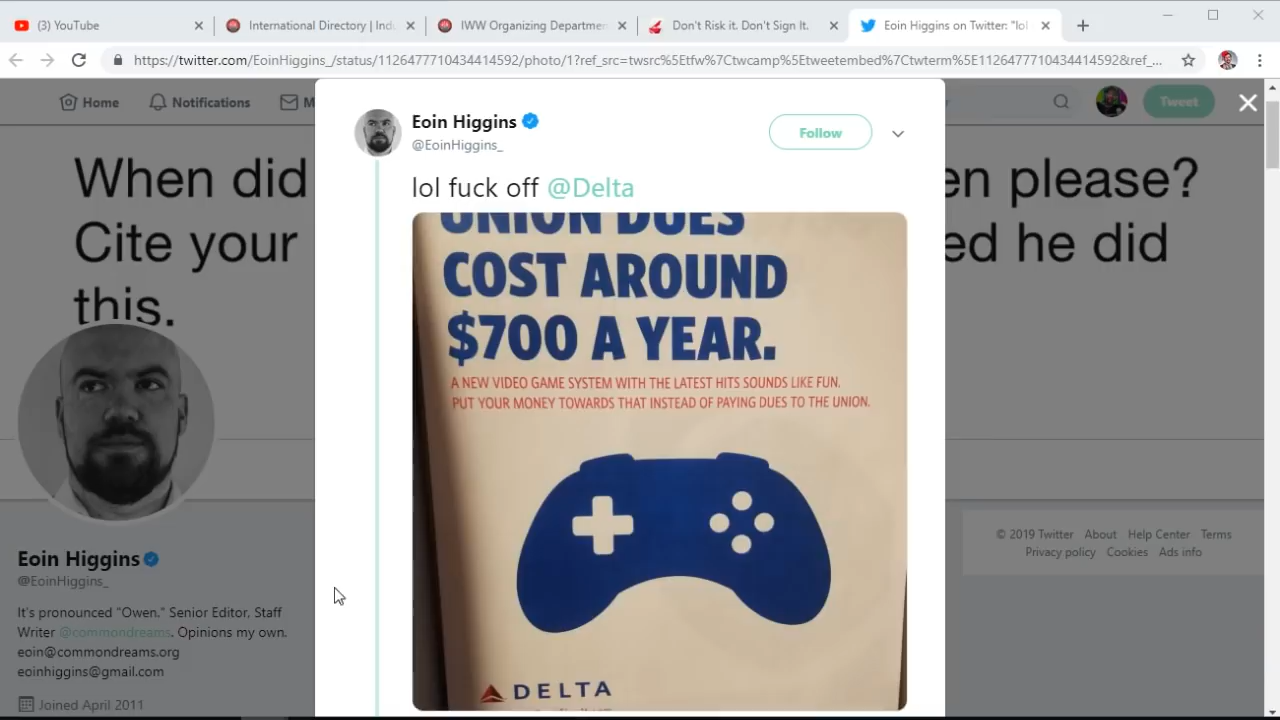 (3) YouTube
International Directory | Indu
IWW Organizing Departmen
Don't Risk it. Don't Sign It.
Eoin Higgins on Twitter: "lol
https://twitter.com/EoinHiggins_/status/1126477710434414592/photo/1?ref_src=twsrc%5Etfw%7Ctwcamp%5Etweetembed%7Ctwterm%5E1126477710434414592&ref_...
Home
Notifications
M
Tweet
When did
en please?
Cite your
ed he did
this.
Eoin Higgins
@EoinHiggins_
Follow
lol fuck off @Delta
UNION DUES
COST AROUND
$700 A YEAR.
A NEW VIDEO GAME SYSTEM WITH THE LATEST HITS SOUNDS LIKE FUN.
PUT YOUR MONEY TOWARDS THAT INSTEAD OF PAYING DUES TO THE UNION.
DELTA
Eoin Higgins
@EoinHiggins_
It's pronounced "Owen." Senior Editor, Staff
Writer @commondreams. Opinions my own.
eoin@commondreams.org
eoinhiggins@gmail.com
Joined April 2011
© 2019 Twitter About Help Center Terms
Privacy policy Cookies Ads info